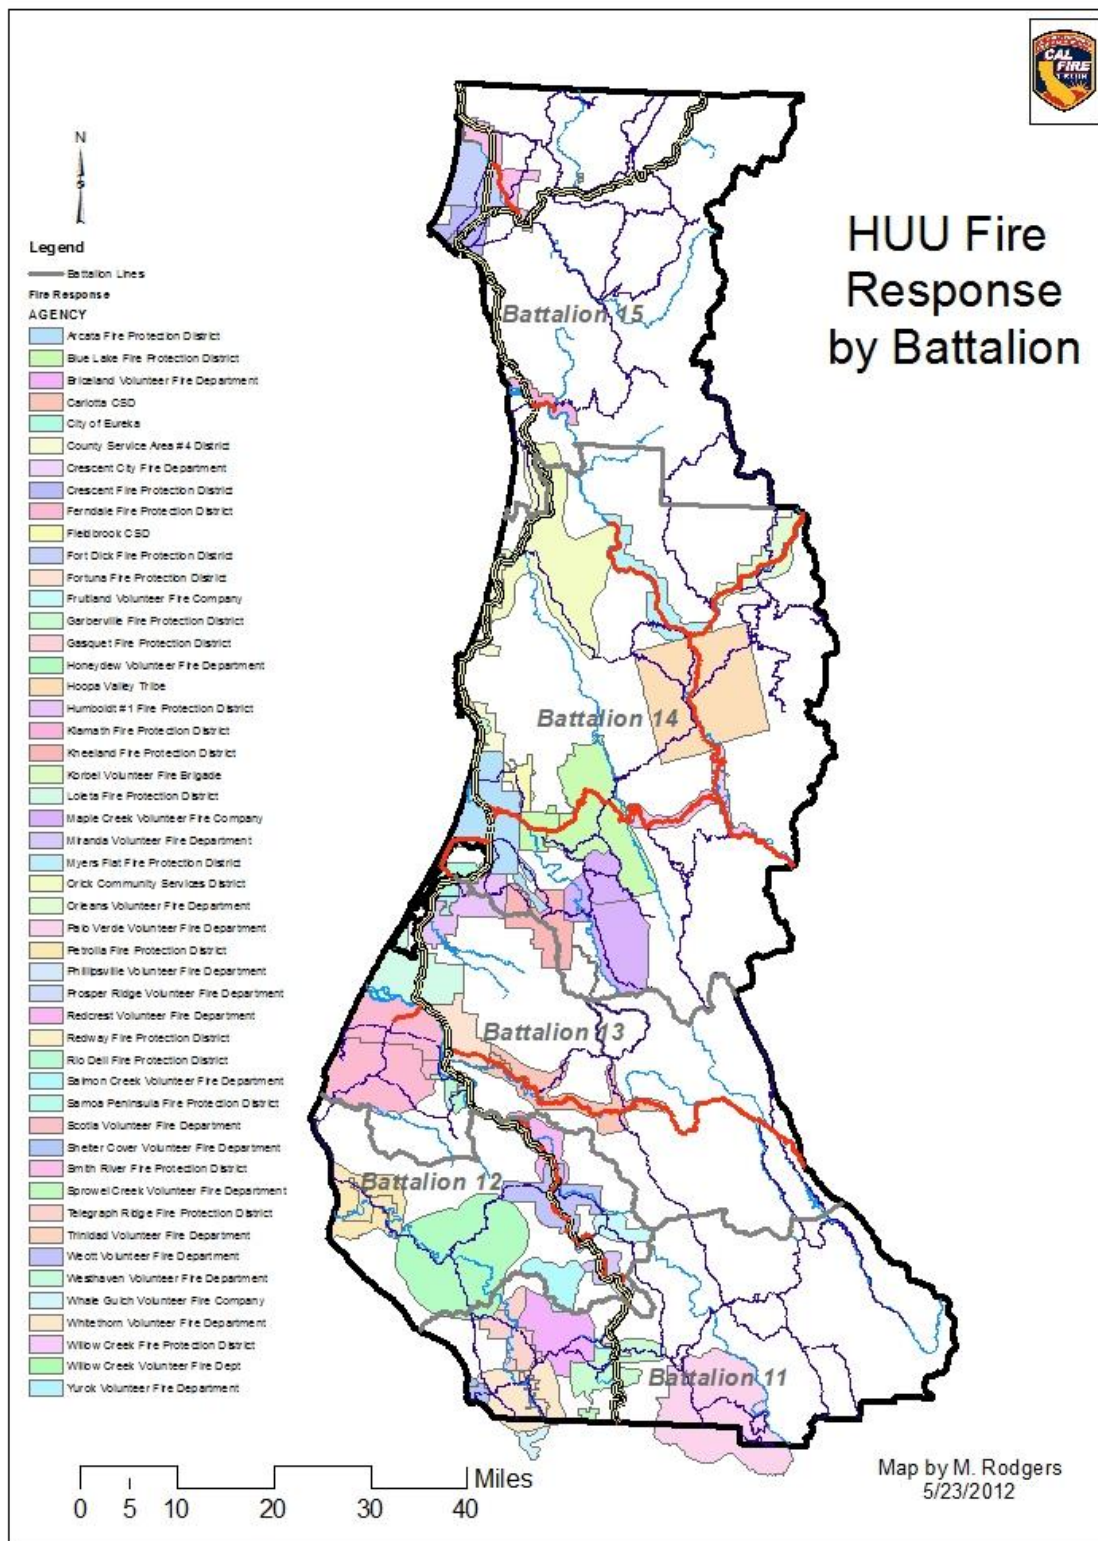 CAL
FIRE
HUU Fire
Response
by Battalion
N
S
Legend
Battalion Lines
Fire Response
AGENCY
Arcata Fire Protection District
Blue Lake Fire Protection District
Briceland Volunteer Fire Department
Carlotta CSD
City of Eureka
County Service Area #4 District
Crescent City Fire Department
Crescent Fire Protection District
Ferndale Fire Protection District
Fieldbrook CSD
Fort Dick Fire Protection District
Fortuna Fire Protection District
Fruitland Volunteer Fire Company
Garberville Fire Protection District
Gasquet Fire Protection District
Honeydew Volunteer Fire Department
Hoopa Valley Tribe
Humboldt #1 Fire Protection District
Klamath Fire Protection District
Kneeland Fire Protection District
Korbel Volunteer Fire Brigade
Loleta Fire Protection District
Maple Creek Volunteer Fire Company
Miranda Volunteer Fire Department
Myers Flat Fire Protection District
Orick Community Services District
Orleans Volunteer Fire Department
Palo Verde Volunteer Fire Department
Petrolia Fire Protection District
Phillipsville Volunteer Fire Department
Prosper Ridge Volunteer Fire Department
Redcrest Volunteer Fire Department
Redway Fire Protection District
Rio Dell Fire Protection District
Salmon Creek Volunteer Fire Department
Samoa Peninsula Fire Protection District
Scotia Volunteer Fire Department
Shelter Cover Volunteer Fire Department
Smith River Fire Protection District
Sprowel Creek Volunteer Fire Department
Telegraph Ridge Fire Protection District
Trinidad Volunteer Fire Department
Weott Volunteer Fire Department
Westhaven Volunteer Fire Department
Whale Gulch Volunteer Fire Company
Whitethorn Volunteer Fire Department
Willow Creek Fire Protection District
Willow Creek Volunteer Fire Dept
Yurok Volunteer Fire Department
Battalion 15
Battalion 14
Battalion 13
Battalion 12
Battalion 11
Miles
0 5 10 20 30 40
Map by M. Rodgers
5/23/2012